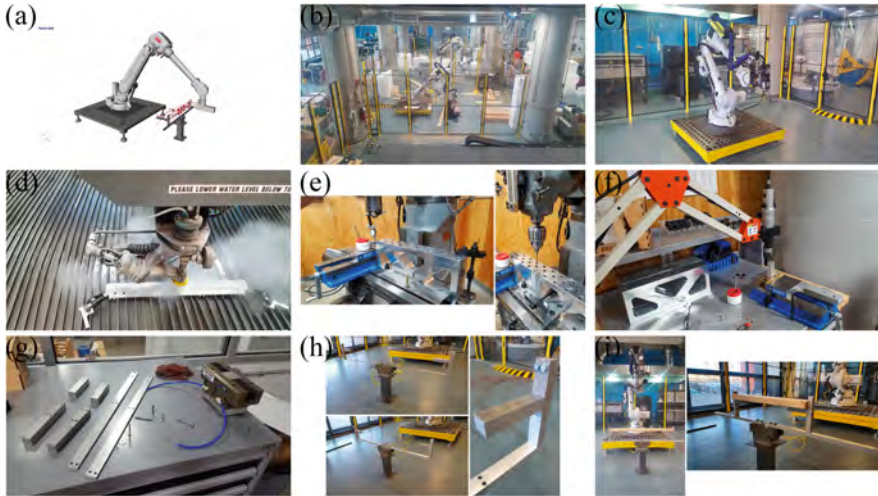 (a)
(b)
(c)
(d)
PLEASE LOWER WATER LEVEL BELOW
(e)
(f)
(g)
(h)
(i)